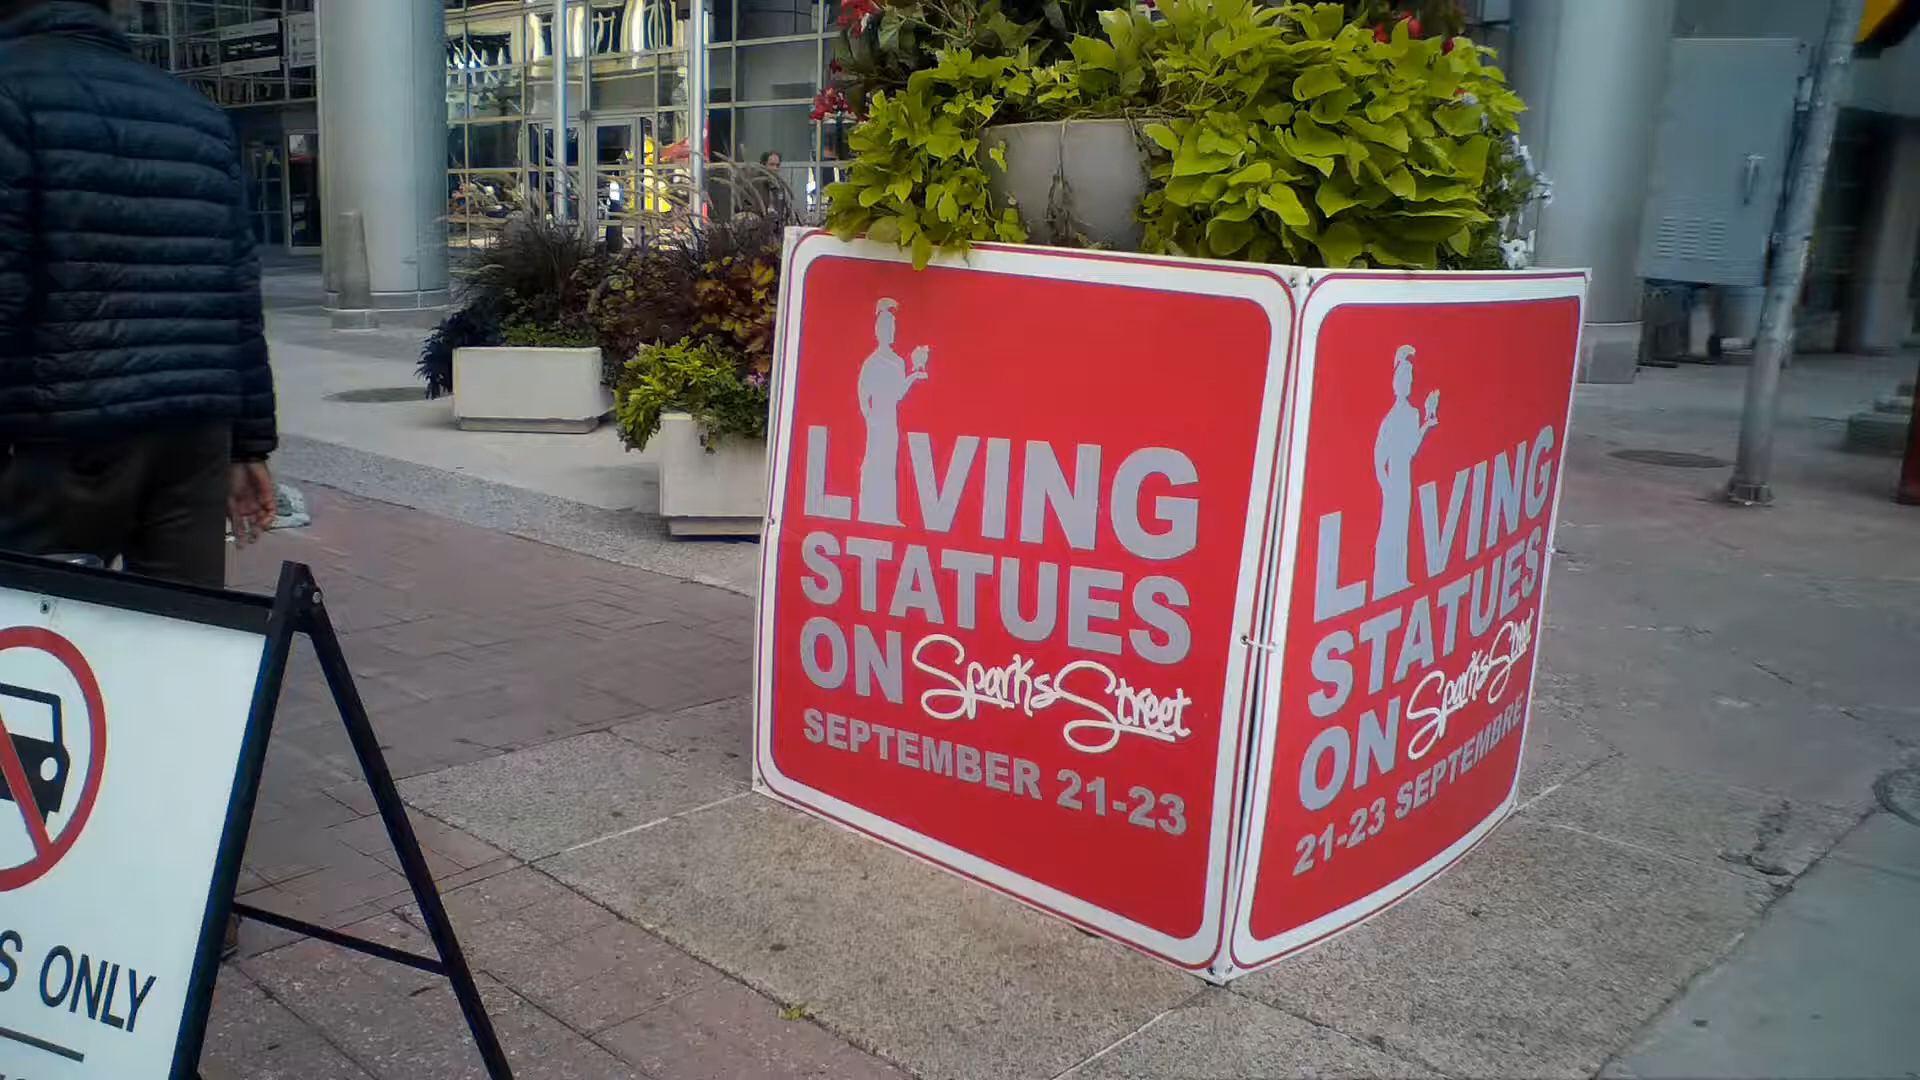 LIVING
STATUES
ON Sparks Street
SEPTEMBER 21-23
LIVING
STATUES
ON Sparks Street
21-23 SEPTEMBRE
S ONLY